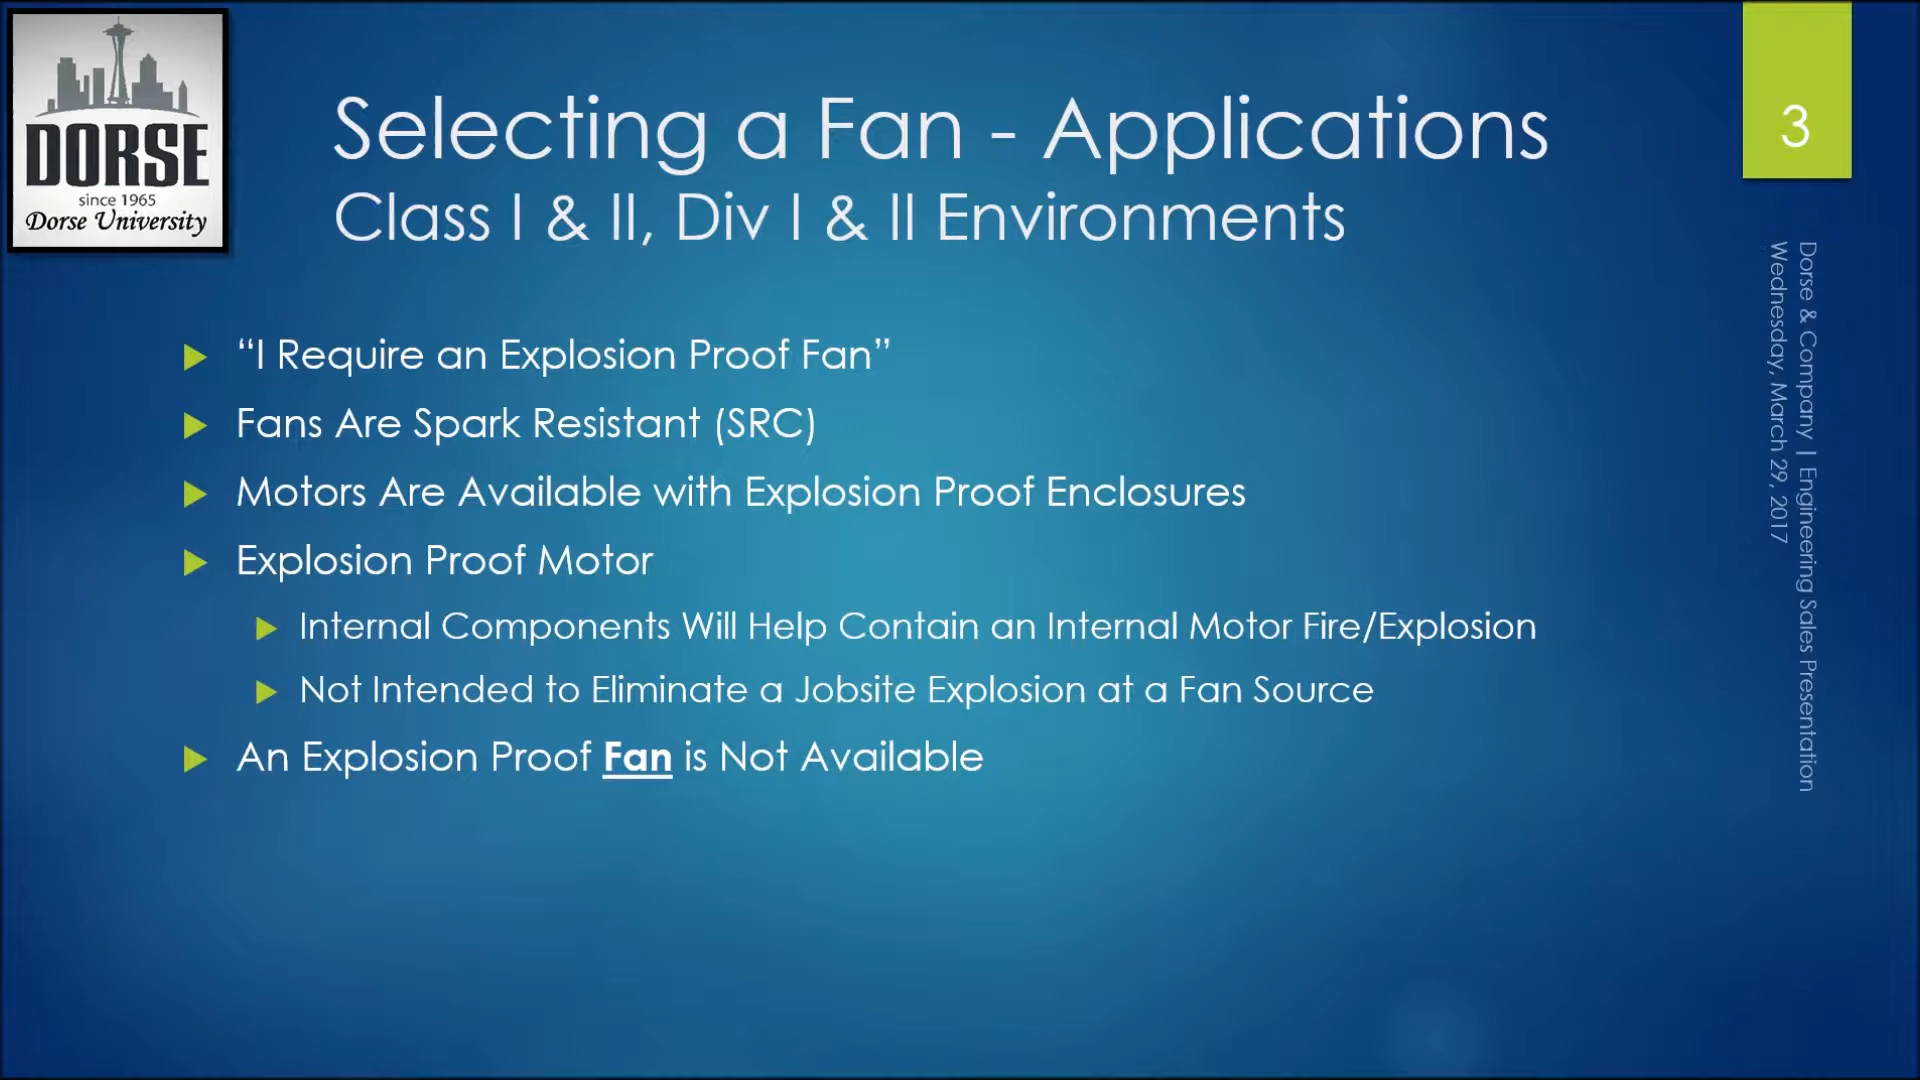 DORSE
since 1965
Dorse University
Selecting a Fan - Applications
Class I & II, Div I & II Environments
3
“I Require an Explosion Proof Fan”
Fans Are Spark Resistant (SRC)
Motors Are Available with Explosion Proof Enclosures
Explosion Proof Motor
Internal Components Will Help Contain an Internal Motor Fire/Explosion
Not Intended to Eliminate a Jobsite Explosion at a Fan Source
An Explosion Proof Fan is Not Available
Dorse & Company | Engineering Sales Presentation
Wednesday, March 29, 2017